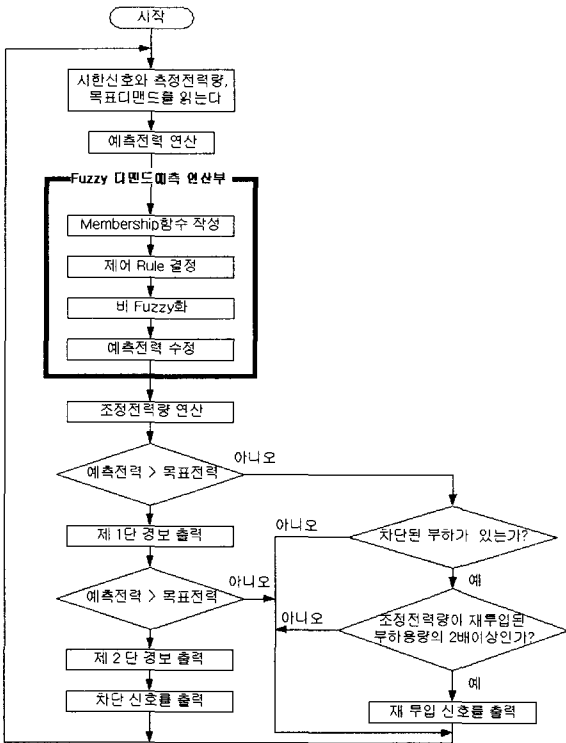 시작
시한신호와 측정전력량,
목표디맨드를 읽는다
예측전력 연산
Fuzzy 디맨드예측 연산부
Membership함수 작성
제어 Rule 결정
비 Fuzzy화
예측전력 수정
조정전력량 연산
예측전력 > 목표전력
아니오
제 1단 경보 출력
예측전력 > 목표전력
아니오
제 2 단 경보 출력
차단 신호를 출력
차단된 부하가 있는가?
아니오
예
조정전력량이 재투입된
부하용량의 2배이상인가?
아니오
예
재 투입 신호를 출력